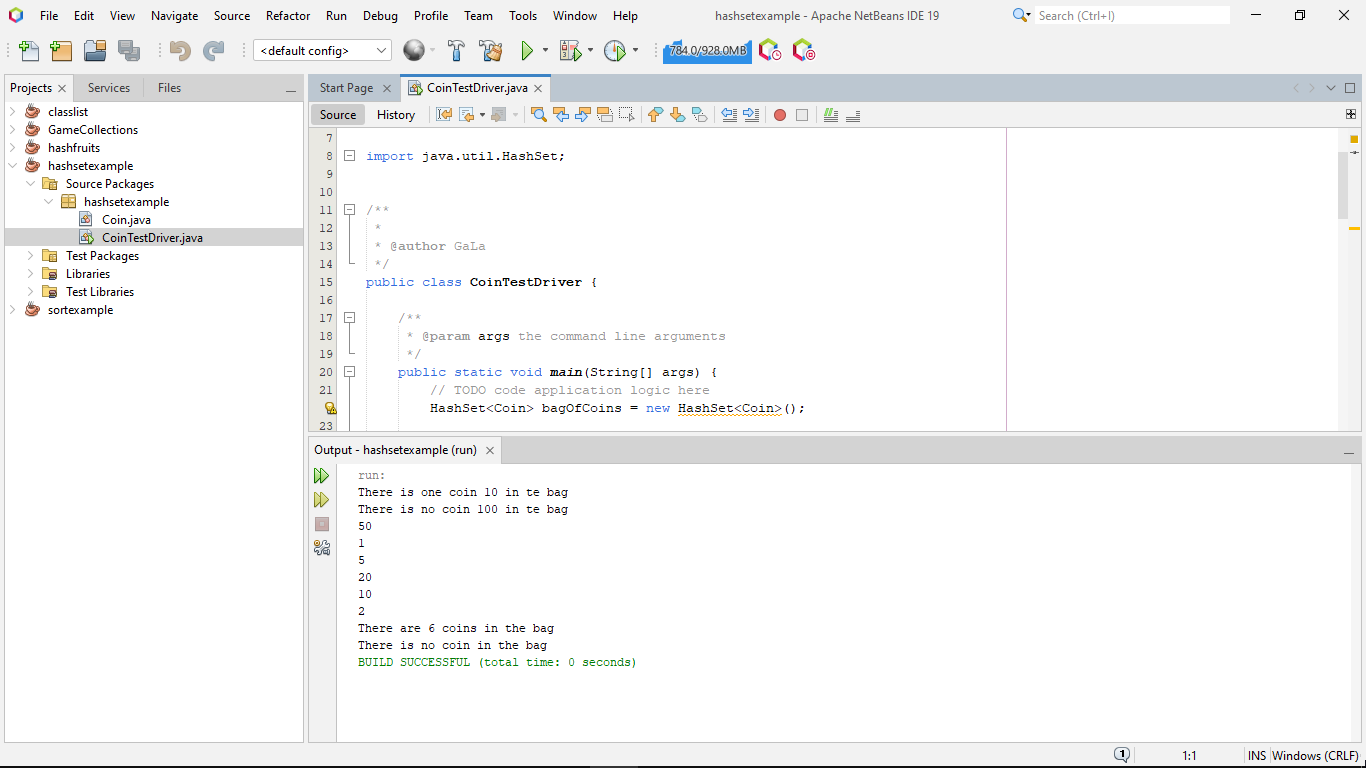 File Edit View Navigate Source Refactor Run Debug Profile Team Tools Window Help hashsetexample - Apache NetBeans IDE 19 Search (Ctrl+I)
<default config> 784.0/928.0MB
Projects Services Files
classlist
GameCollections
hashfruits
hashsetexample
Source Packages
hashsetexample
Coin.java
CoinTestDriver.java
Test Packages
Libraries
Test Libraries
sortexample
Start Page CoinTestDriver.java
Source History
7
8 import java.util.HashSet;
9
10
11 /**
12 *
13 * @author GaLa
14 */
15 public class CoinTestDriver {
16
17 /**
18 * @param args the command line arguments
19 */
20 public static void main(String[] args) {
21 // TODO code application logic here
HashSet<Coin> bagOfCoins = new HashSet<Coin>();
23
Output - hashsetexample (run)
run:
There is one coin 10 in te bag
There is no coin 100 in te bag
50
1
5
20
10
2
There are 6 coins in the bag
There is no coin in the bag
BUILD SUCCESSFUL (total time: 0 seconds)
1 1:1 INS Windows (CRLF)